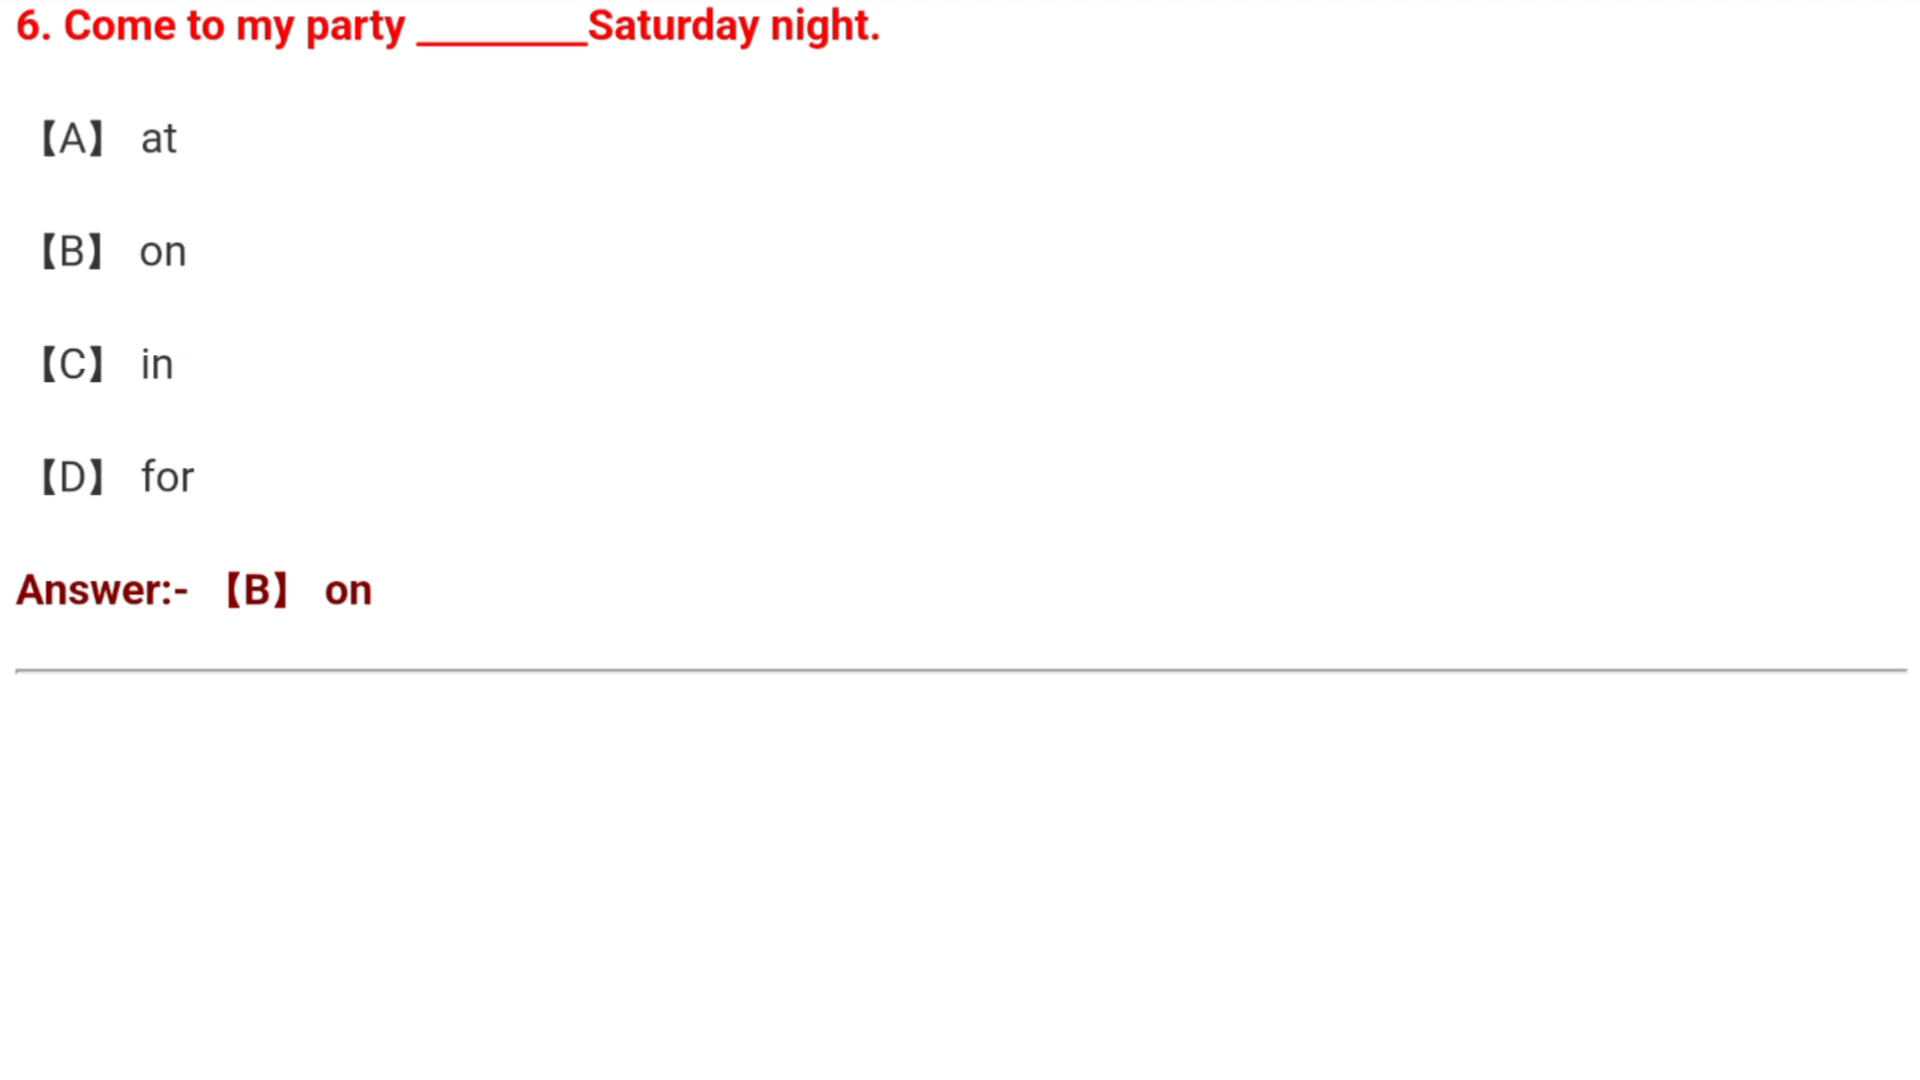 6. Come to my party ________Saturday night.
【A】 at
【B】 on
【C】 in
【D】 for
Answer:- 【B】 on